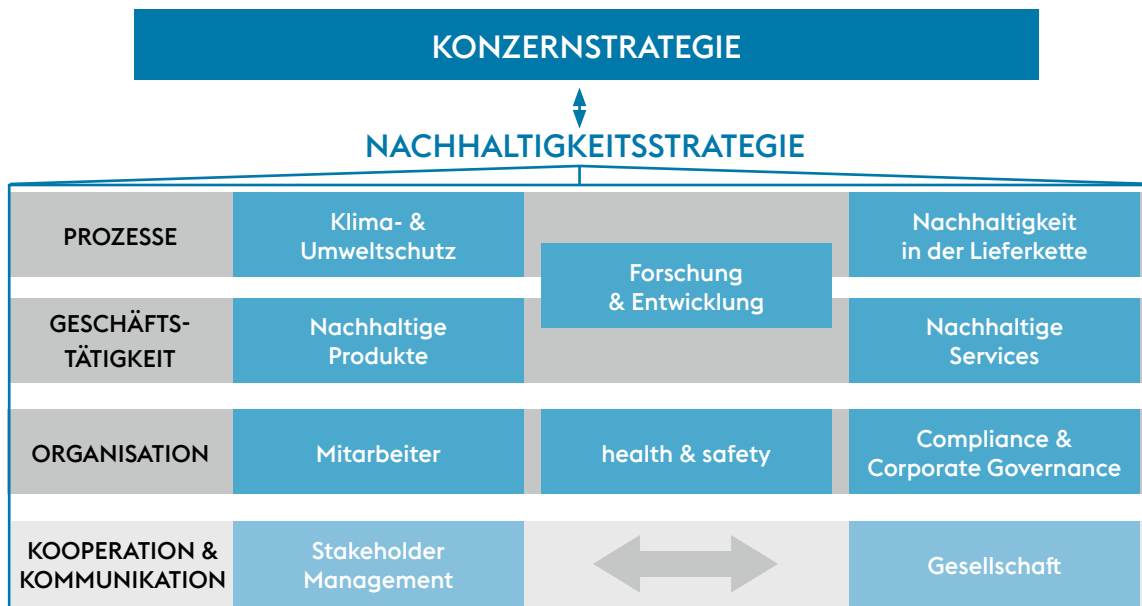 KONZERNSTRATEGIE
NACHHALTIGKEITSSTRATEGIE
PROZESSE
Klima- &
Umweltschutz
Forschung
& Entwicklung
Nachhaltigkeit
in der Lieferkette
GESCHÄFTS-
TÄTIGKEIT
Nachhaltige
Produkte
Nachhaltige
Services
ORGANISATION
Mitarbeiter
health & safety
Compliance &
Corporate Governance
KOOPERATION &
KOMMUNIKATION
Stakeholder
Management
Gesellschaft